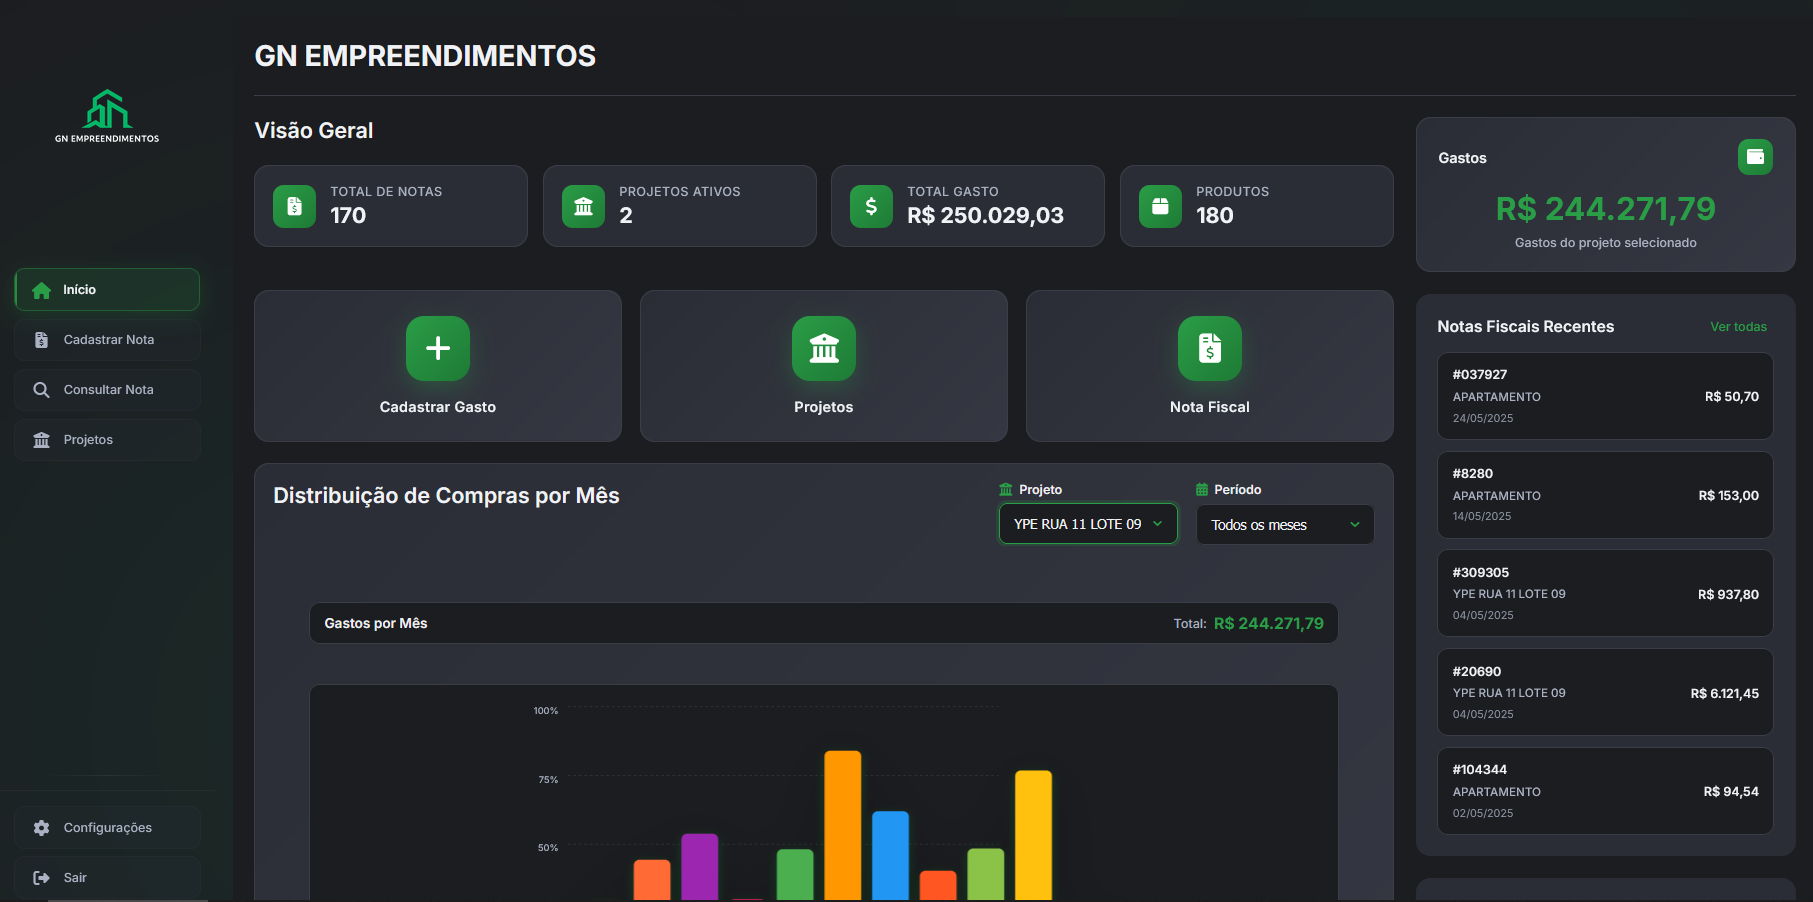 GN EMPREENDIMENTOS
Início
Cadastrar Nota
Consultar Nota
Projetos
Configurações
Sair
GN EMPREENDIMENTOS
Visão Geral
TOTAL DE NOTAS
170
PROJETOS ATIVOS
2
TOTAL GASTO
R$ 250.029,03
PRODUTOS
180
Cadastrar Gasto
Projetos
Nota Fiscal
Distribuição de Compras por Mês
Projeto
YPE RUA 11 LOTE 09
Período
Todos os meses
Gastos por Mês
Total: R$ 244.271,79
100%
75%
50%
Gastos
R$ 244.271,79
Gastos do projeto selecionado
Notas Fiscais Recentes
Ver todas
#037927
APARTAMENTO
R$ 50,70
24/05/2025
#8280
APARTAMENTO
R$ 153,00
14/05/2025
#309305
YPE RUA 11 LOTE 09
R$ 937,80
04/05/2025
#20690
YPE RUA 11 LOTE 09
R$ 6.121,45
04/05/2025
#104344
APARTAMENTO
R$ 94,54
02/05/2025